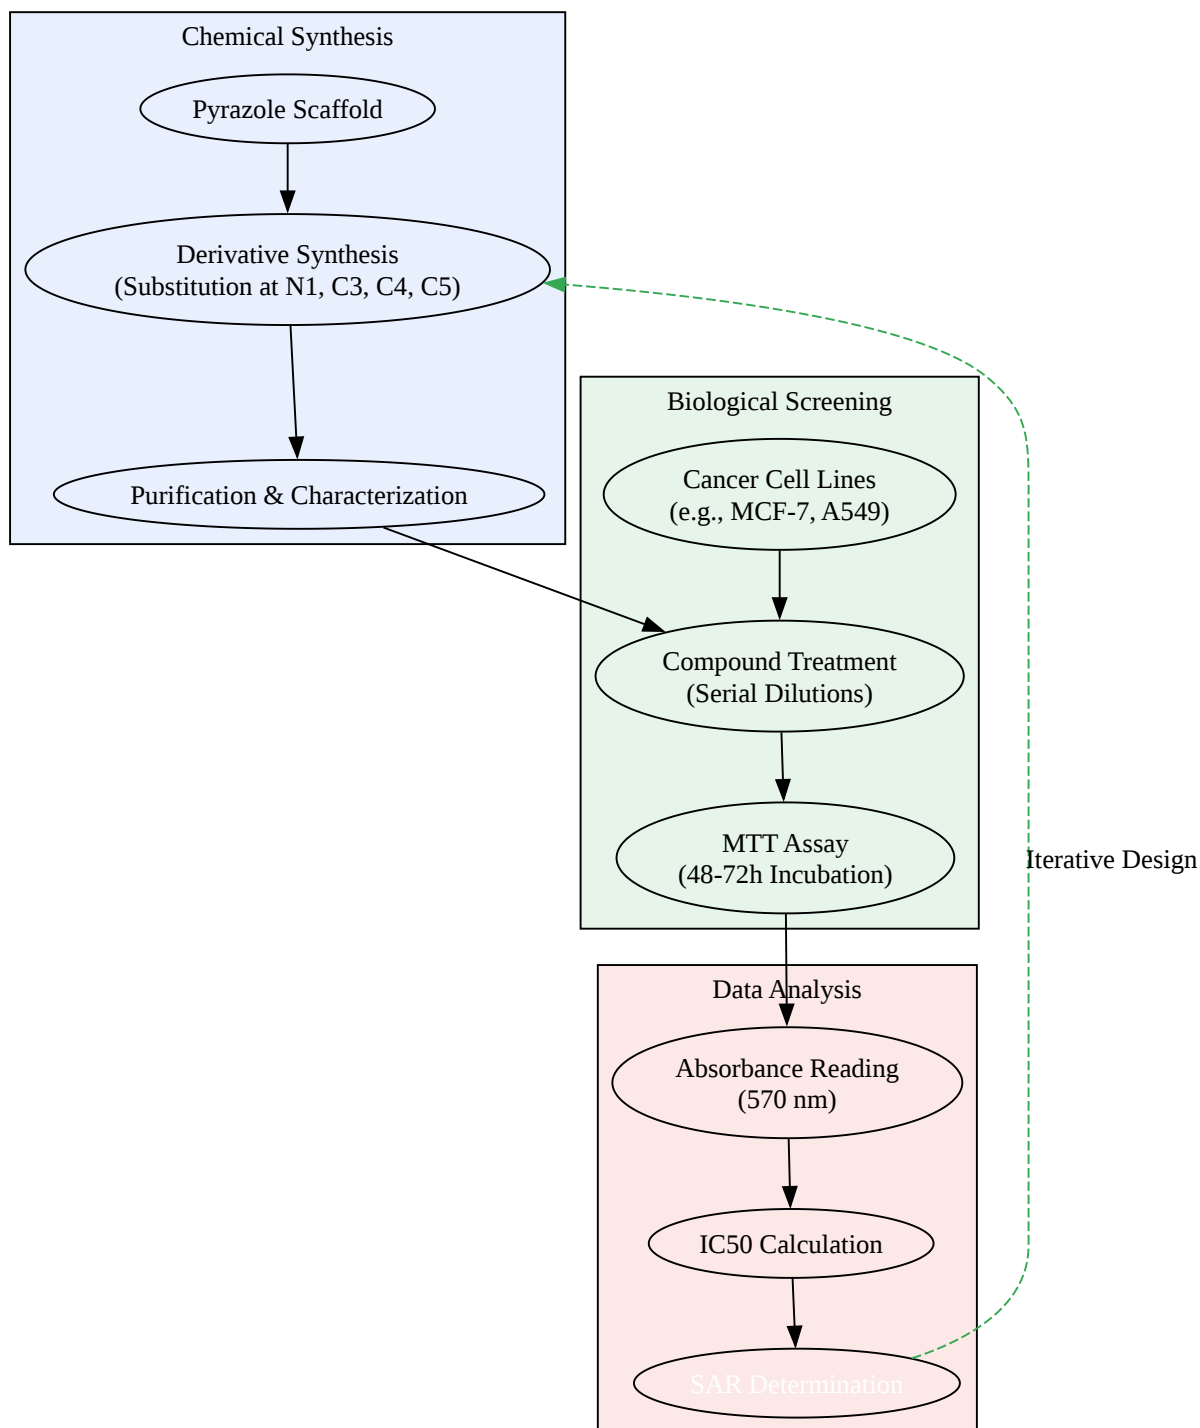 Chemical Synthesis
Pyrazole Scaffold
Derivative Synthesis
(Substitution at N1, C3, C4, C5)
Purification & Characterization
Biological Screening
Cancer Cell Lines
(e.g., MCF-7, A549)
Compound Treatment
(Serial Dilutions)
MTT Assay
(48-72h Incubation)
Iterative Design
Data Analysis
Absorbance Reading
(570 nm)
IC50 Calculation
SAR Determination